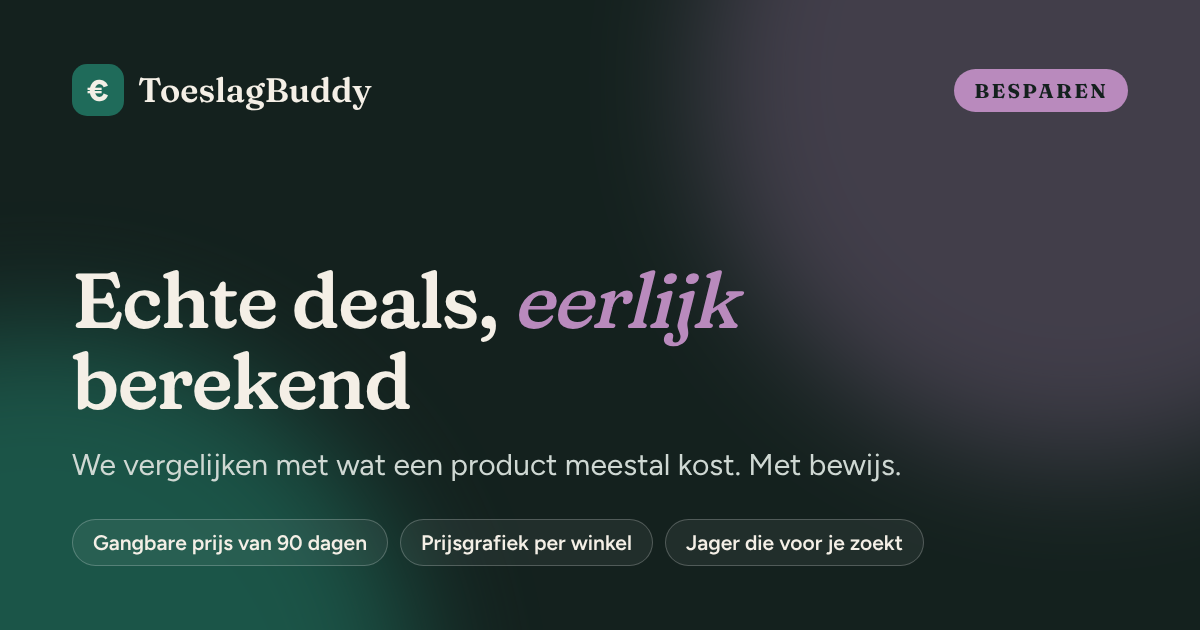 € ToeslagBuddy
BESPAREN
Echte deals, eerlijk
berekend
We vergelijken met wat een product meestal kost. Met bewijs.
Gangbare prijs van 90 dagen
Prijsgrafiek per winkel
Jager die voor je zoekt